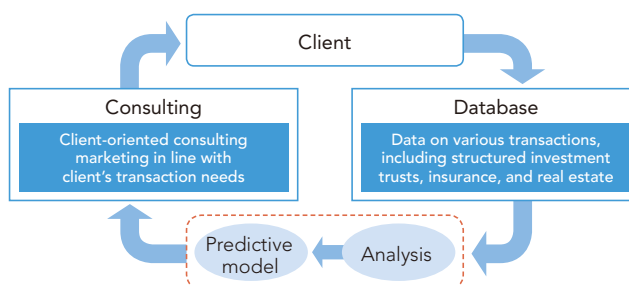 Client
Consulting
Client-oriented consulting
marketing in line with
client's transaction needs
Database
Data on various transactions,
including structured investment
trusts, insurance, and real estate
Predictive
model
Analysis